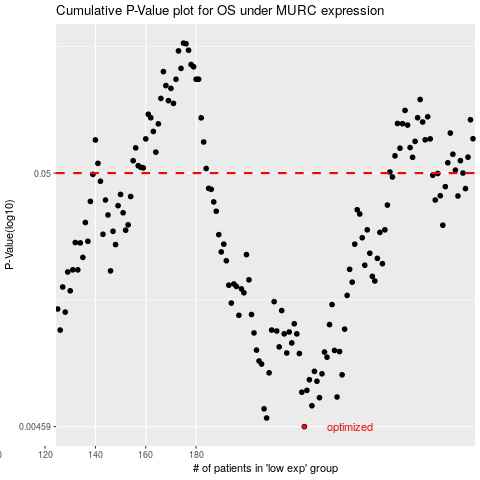 Cumulative P-Value plot for OS under MURC expression
P-Value(log10)
0.05
0.00459
optimized
0 120 140 160 180
# of patients in 'low exp' group